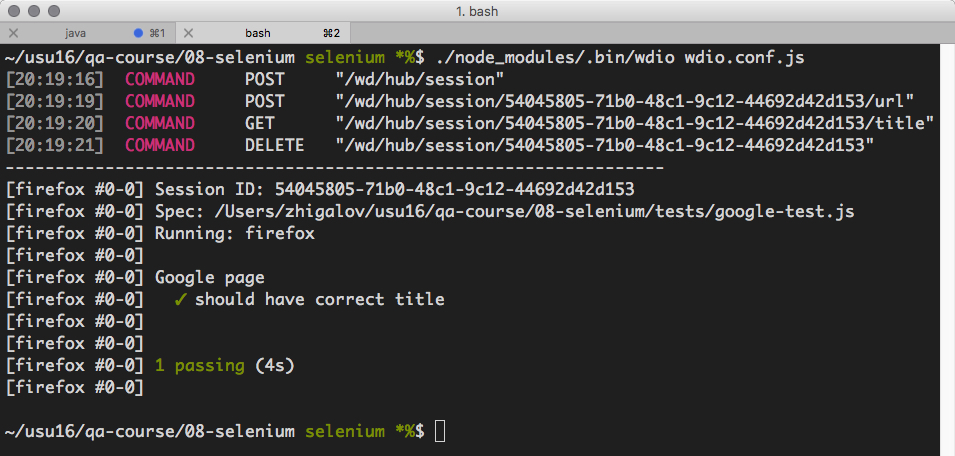 1. bash
java ⌘1 bash ⌘2
~/usu16/qa-course/08-selenium selenium *%$ ./node_modules/.bin/wdio wdio.conf.js
[20:19:16] COMMAND POST "/wd/hub/session"
[20:19:19] COMMAND POST "/wd/hub/session/54045805-71b0-48c1-9c12-44692d42d153/url"
[20:19:20] COMMAND GET "/wd/hub/session/54045805-71b0-48c1-9c12-44692d42d153/title"
[20:19:21] COMMAND DELETE "/wd/hub/session/54045805-71b0-48c1-9c12-44692d42d153"
------------------------------------------------------------------
[firefox #0-0] Session ID: 54045805-71b0-48c1-9c12-44692d42d153
[firefox #0-0] Spec: /Users/zhigalov/usu16/qa-course/08-selenium/tests/google-test.js
[firefox #0-0] Running: firefox
[firefox #0-0]
[firefox #0-0] Google page
[firefox #0-0] ✓ should have correct title
[firefox #0-0]
[firefox #0-0]
[firefox #0-0] 1 passing (4s)
[firefox #0-0]
~/usu16/qa-course/08-selenium selenium *%$